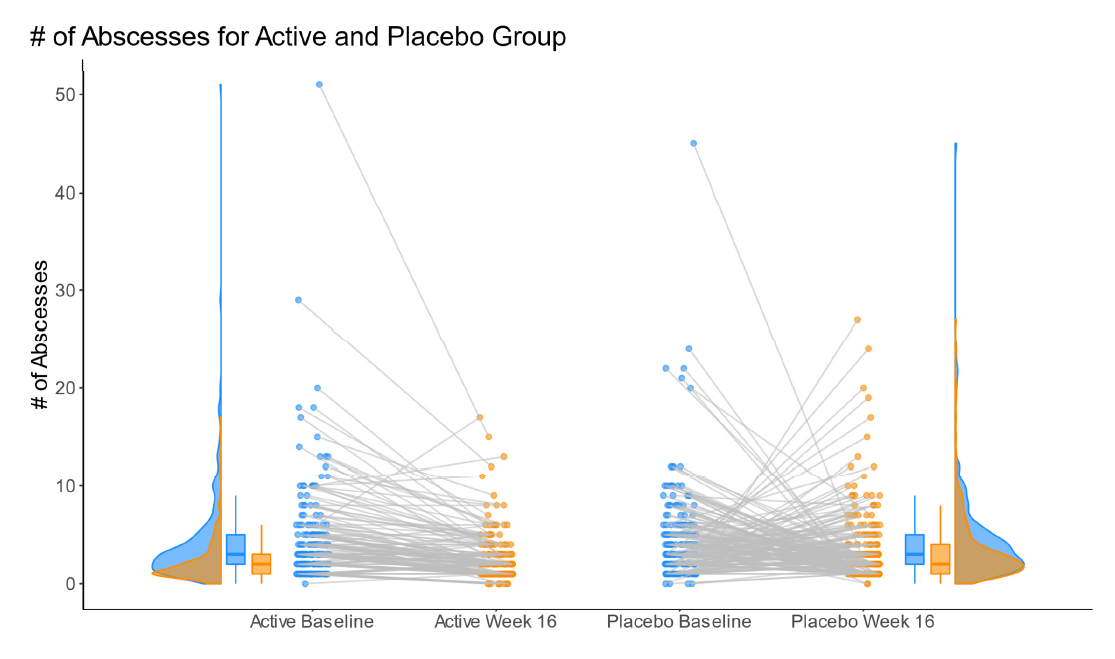 # of Abscesses for Active and Placebo Group
# of Abscesses
50
40
30
20
10
0
Active Baseline
Active Week 16
Placebo Baseline
Placebo Week 16